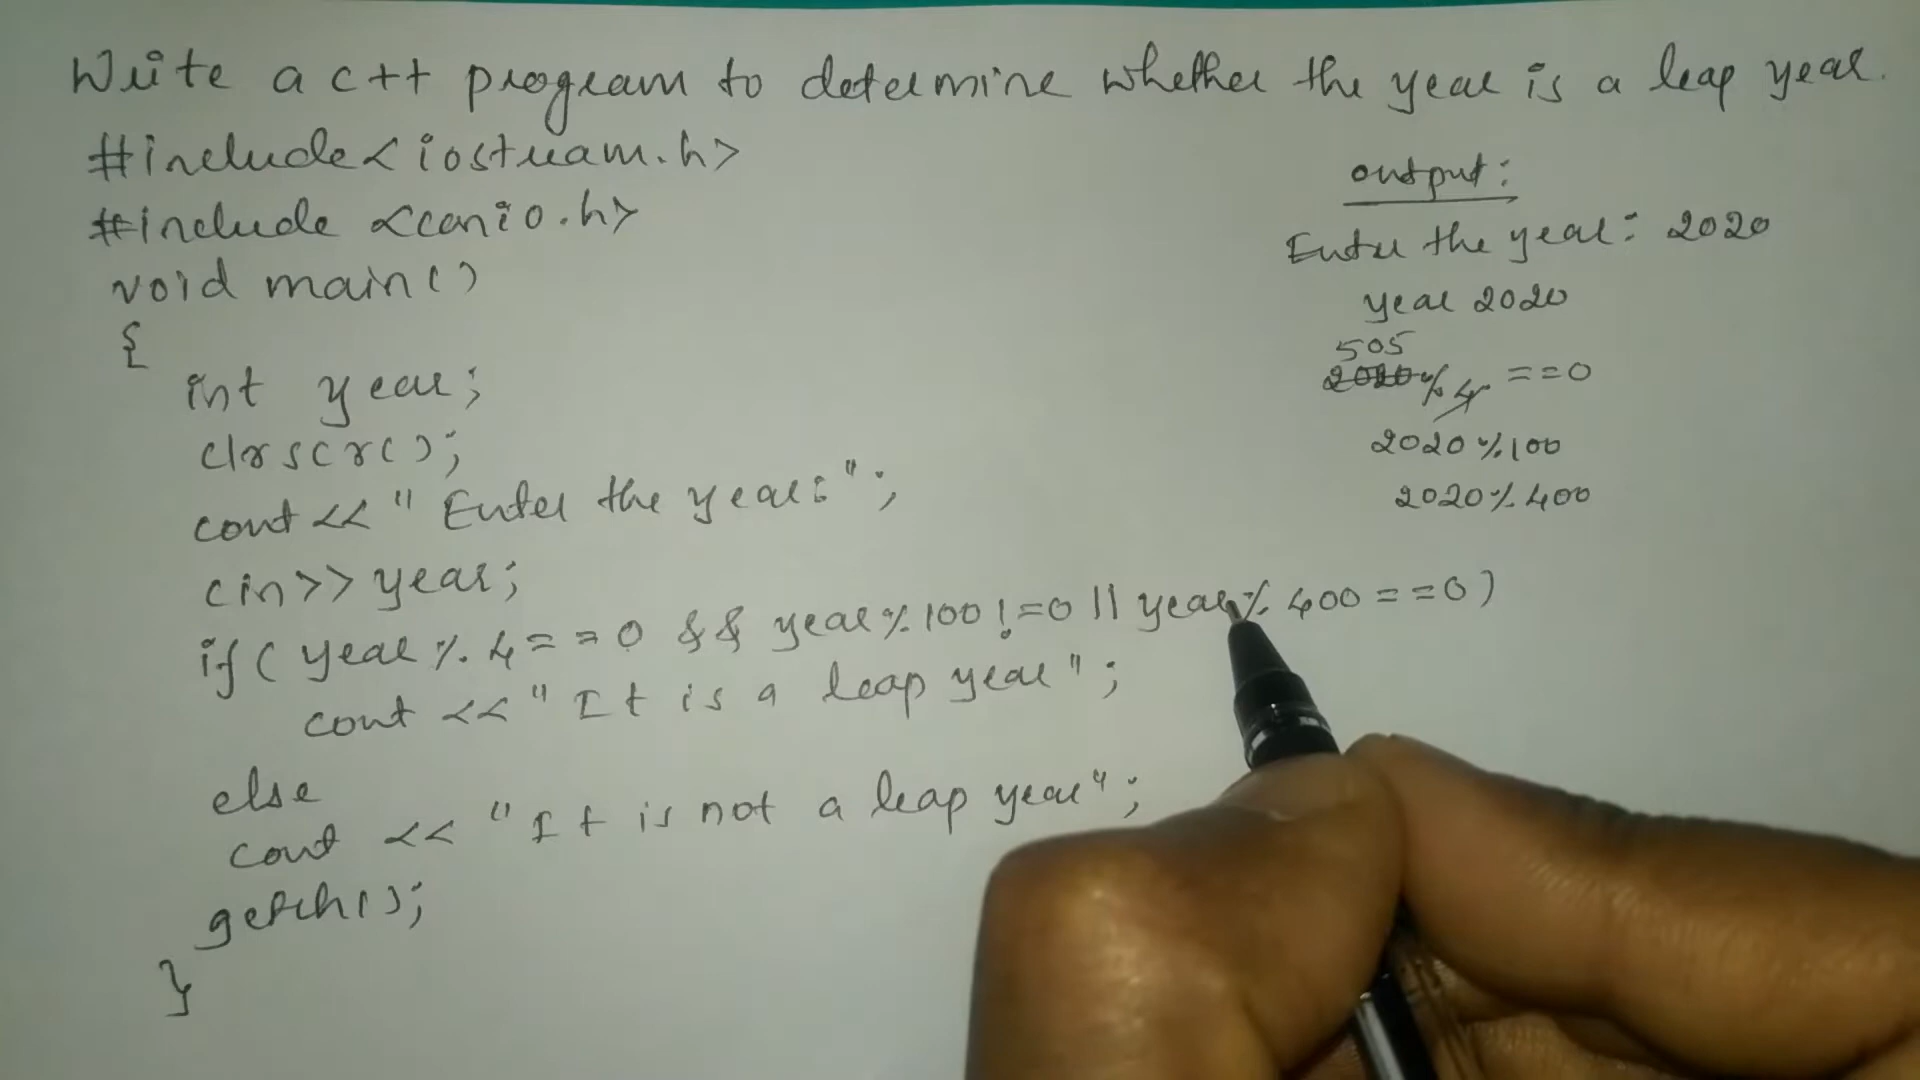 Write a c++ program to determine whether the year is a leap year.
#include<iostream.h>
#include <conio.h>
void main()
{
int year;
clrscr();
cout<<"Enter the year:";
cin>>year;
if(year%4==0 && year%100!=0||year%400==0)
cout<<"It is a leap year";
else
cout<<"It is not a leap year";
getch();
}
output:
Enter the year: 2020
year 2020
505
2020%4==0
2020%100
2020%400